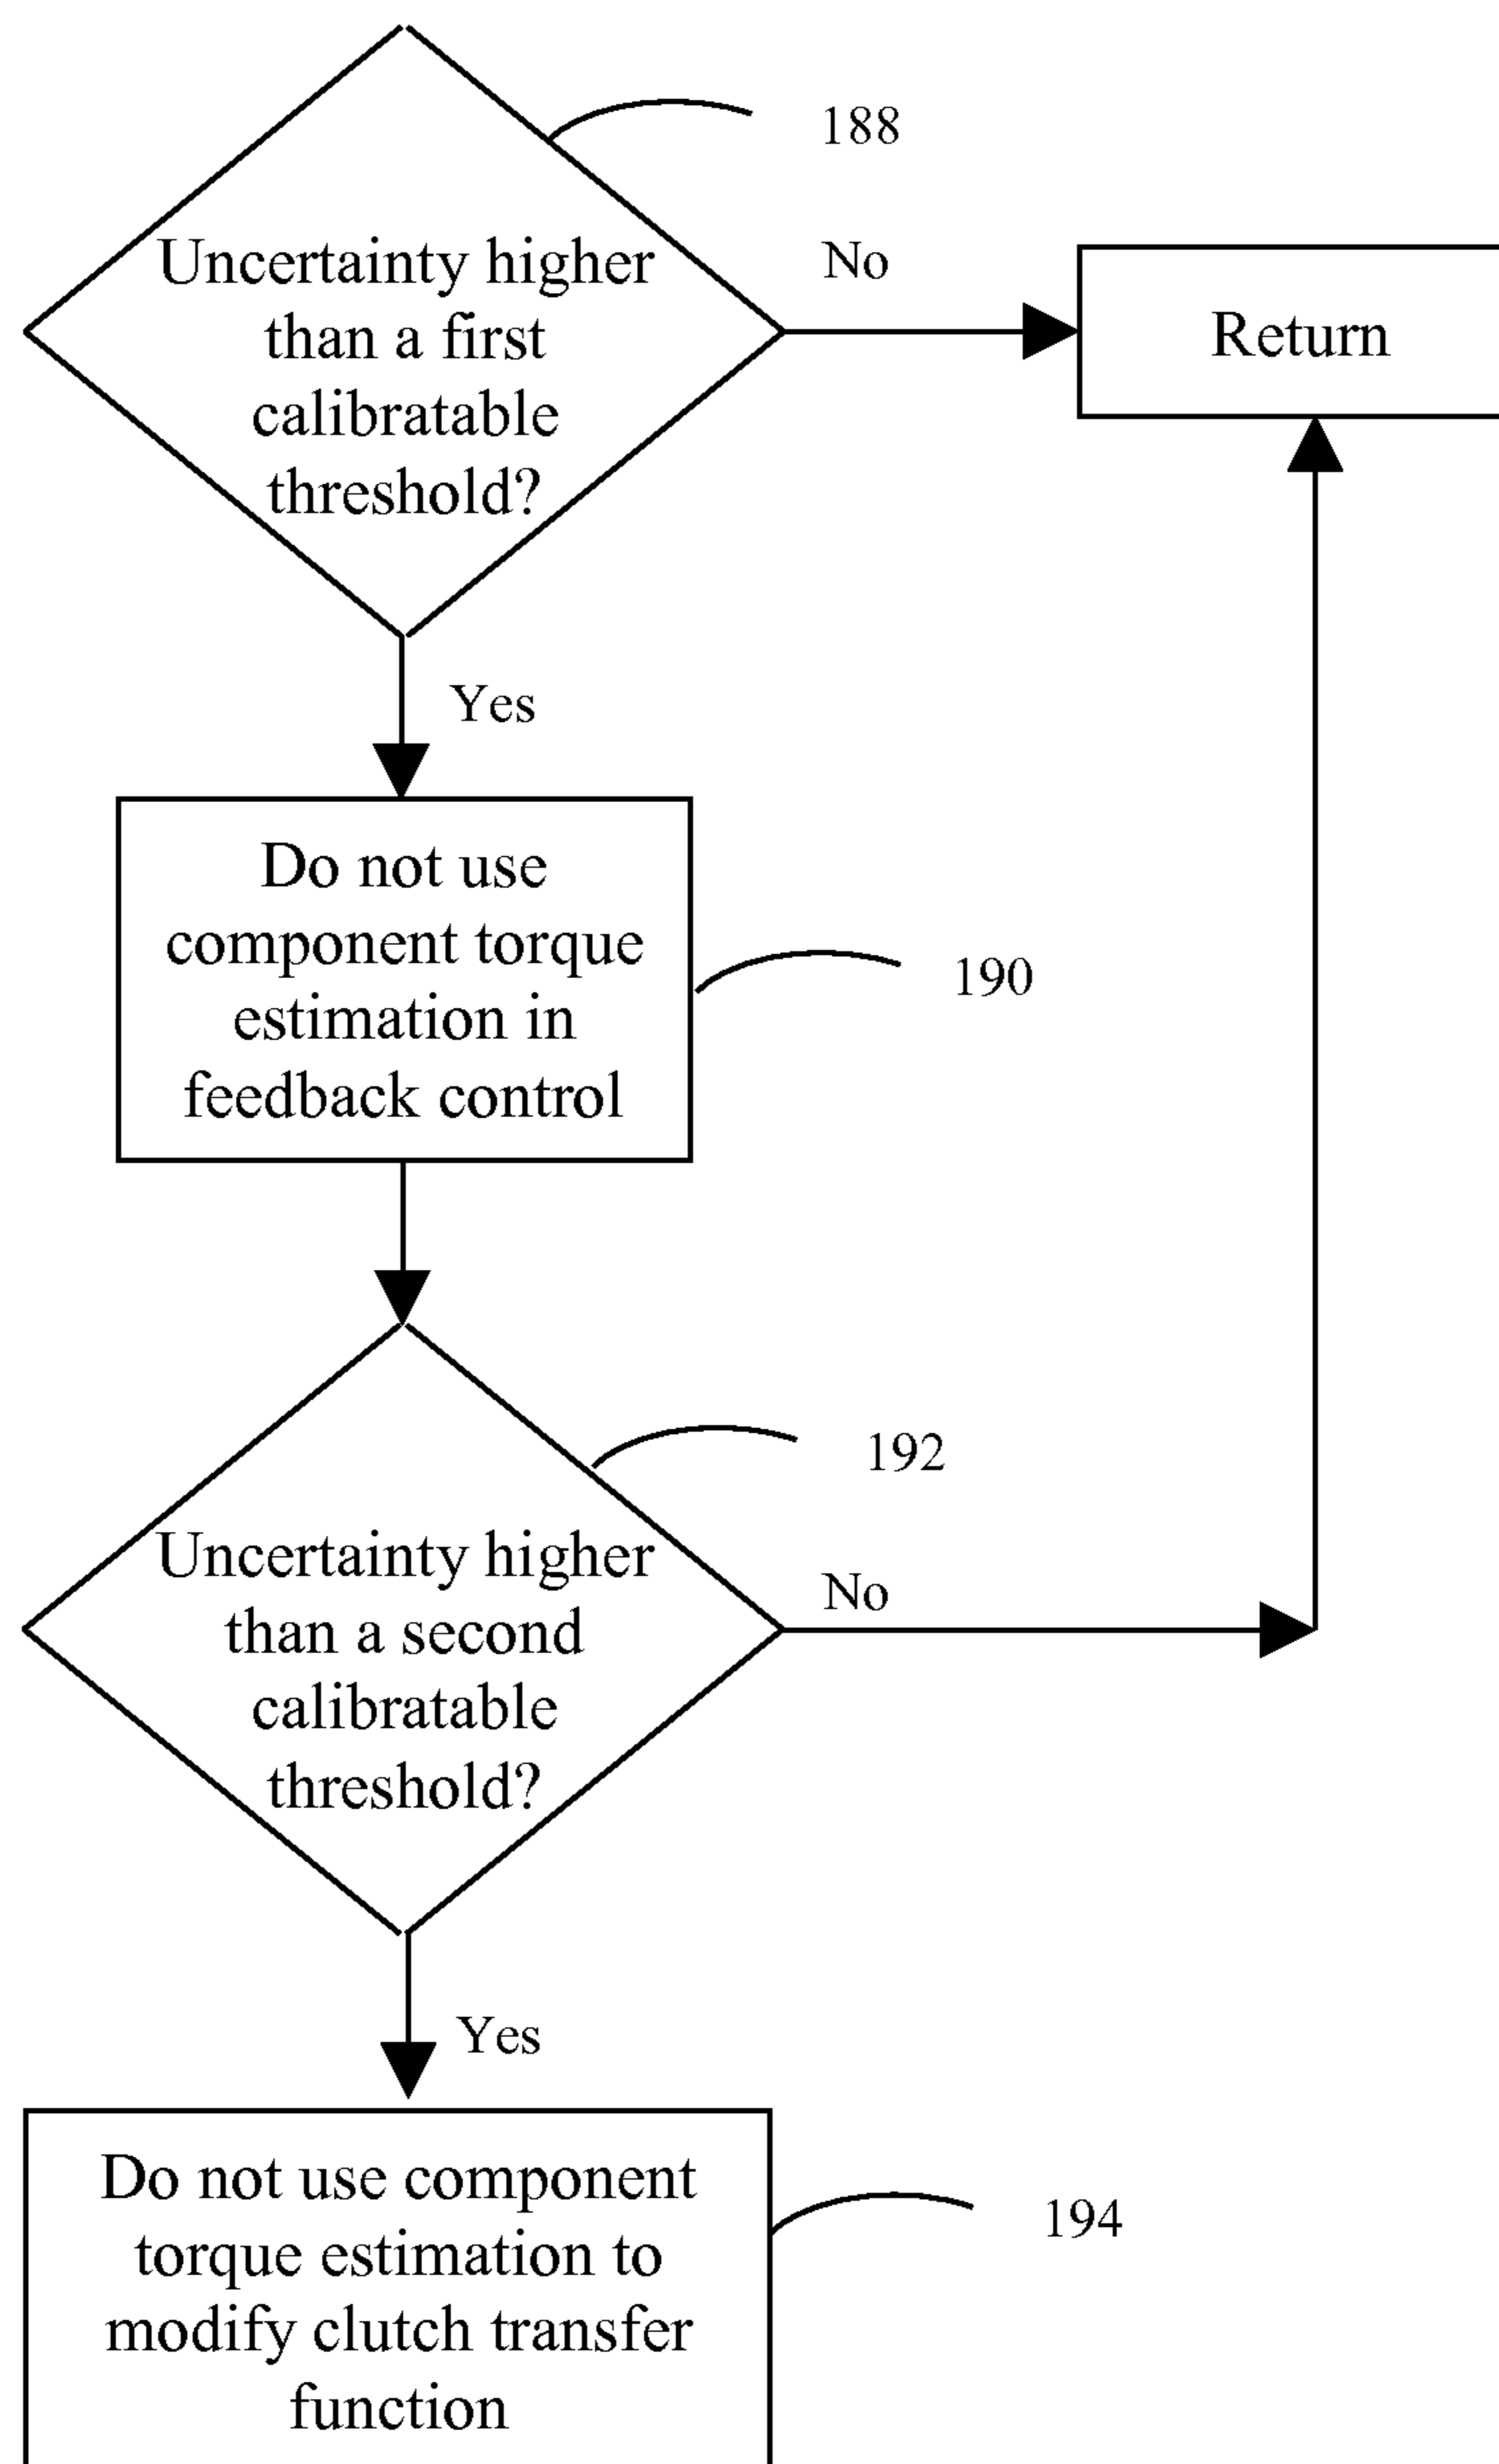 188
Uncertainty higher
than a first
calibratable
threshold?
No
Return
Yes
Do not use
component torque
estimation in
feedback control
190
192
Uncertainty higher
than a second
calibratable
threshold?
No
Yes
Do not use component
torque estimation to
modify clutch transfer
function
194